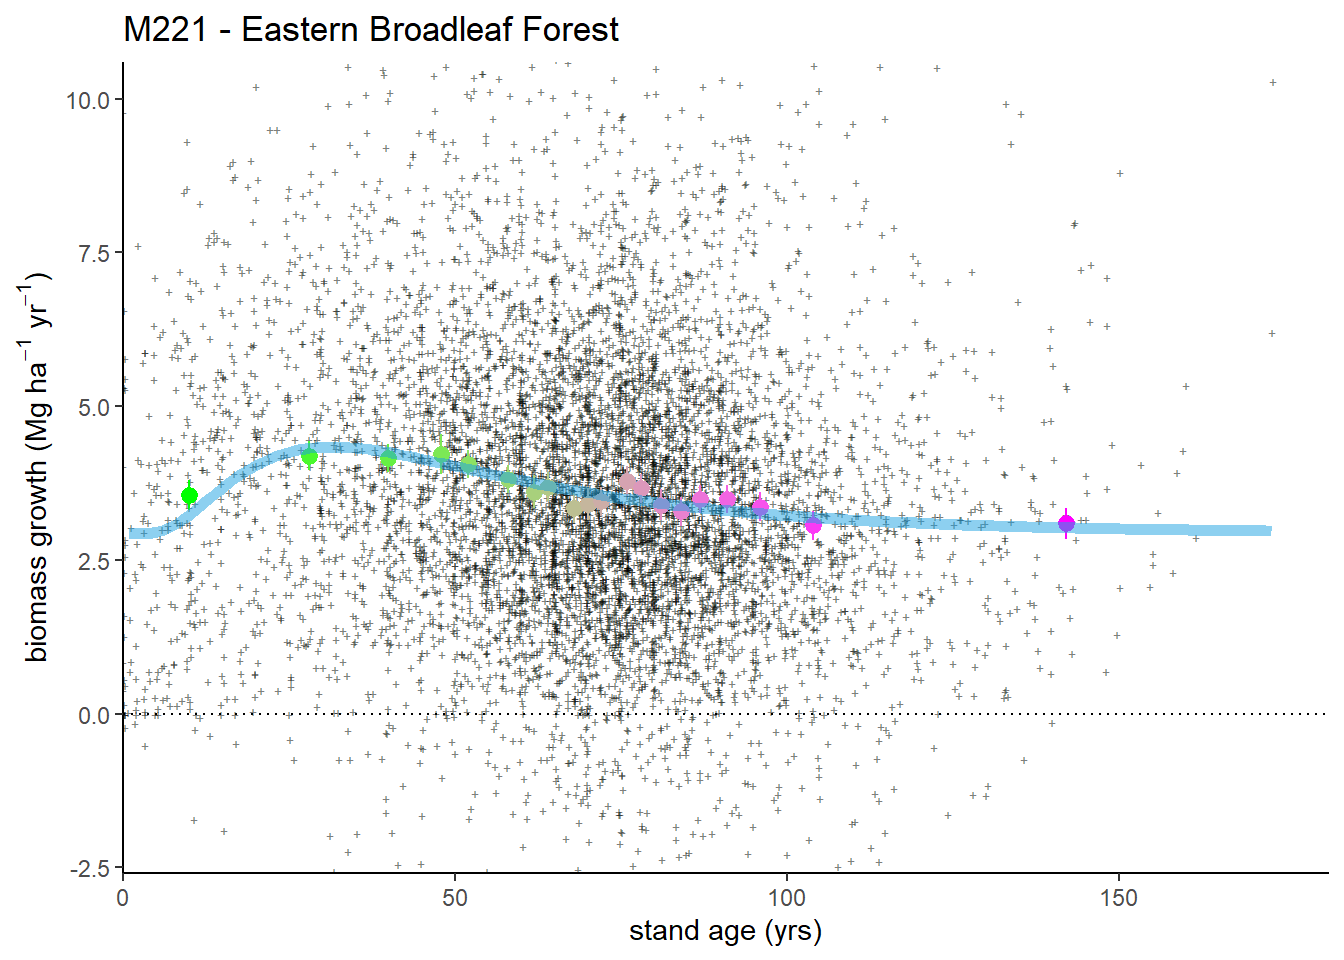 M221 - Eastern Broadleaf Forest
biomass growth (Mg ha⁻¹ yr⁻¹)
10.0
7.5
5.0
2.5
0.0
-2.5
0 50 100 150
stand age (yrs)